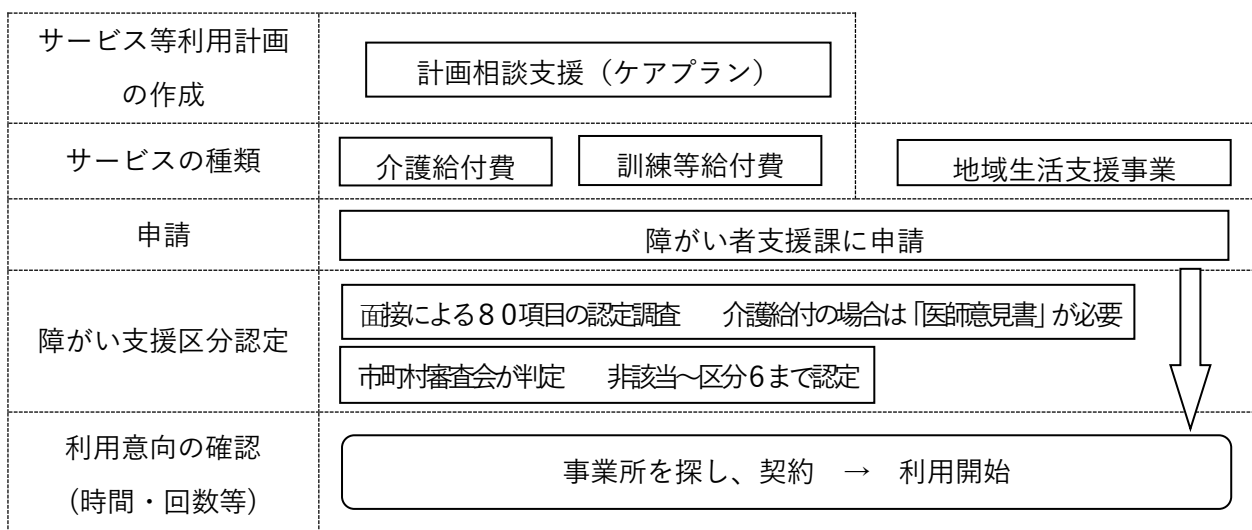 サービス等利用計画
の作成
計画相談支援（ケアプラン）
サービスの種類
介護給付費
訓練等給付費
地域生活支援事業
申請
障がい者支援課に申請
障がい支援区分認定
面接による８０項目の認定調査　介護給付の場合は「医師意見書」が必要
市町村審査会が判定　非該当～区分６まで認定
利用意向の確認
（時間・回数等）
事業所を探し、契約　→　利用開始